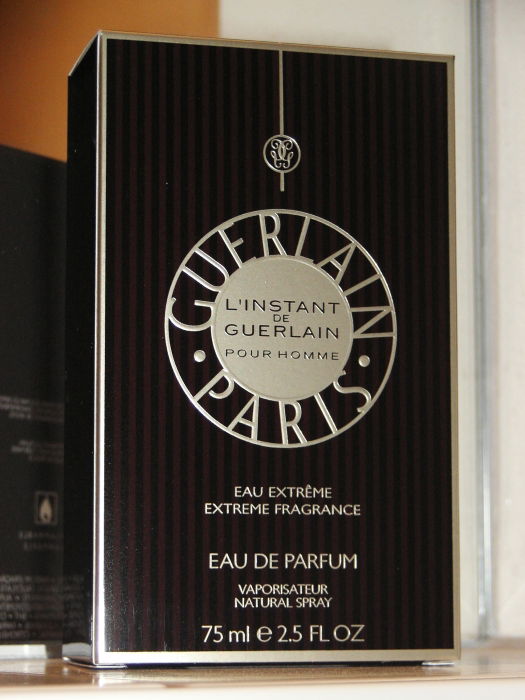 GUERLAIN
L'INSTANT
DE
GUERLAIN
POUR HOMME
PARIS
EAU EXTRÊME
EXTREME FRAGRANCE
EAU DE PARFUM
VAPORISATEUR
NATURAL SPRAY
75 ml e 2.5 FL OZ